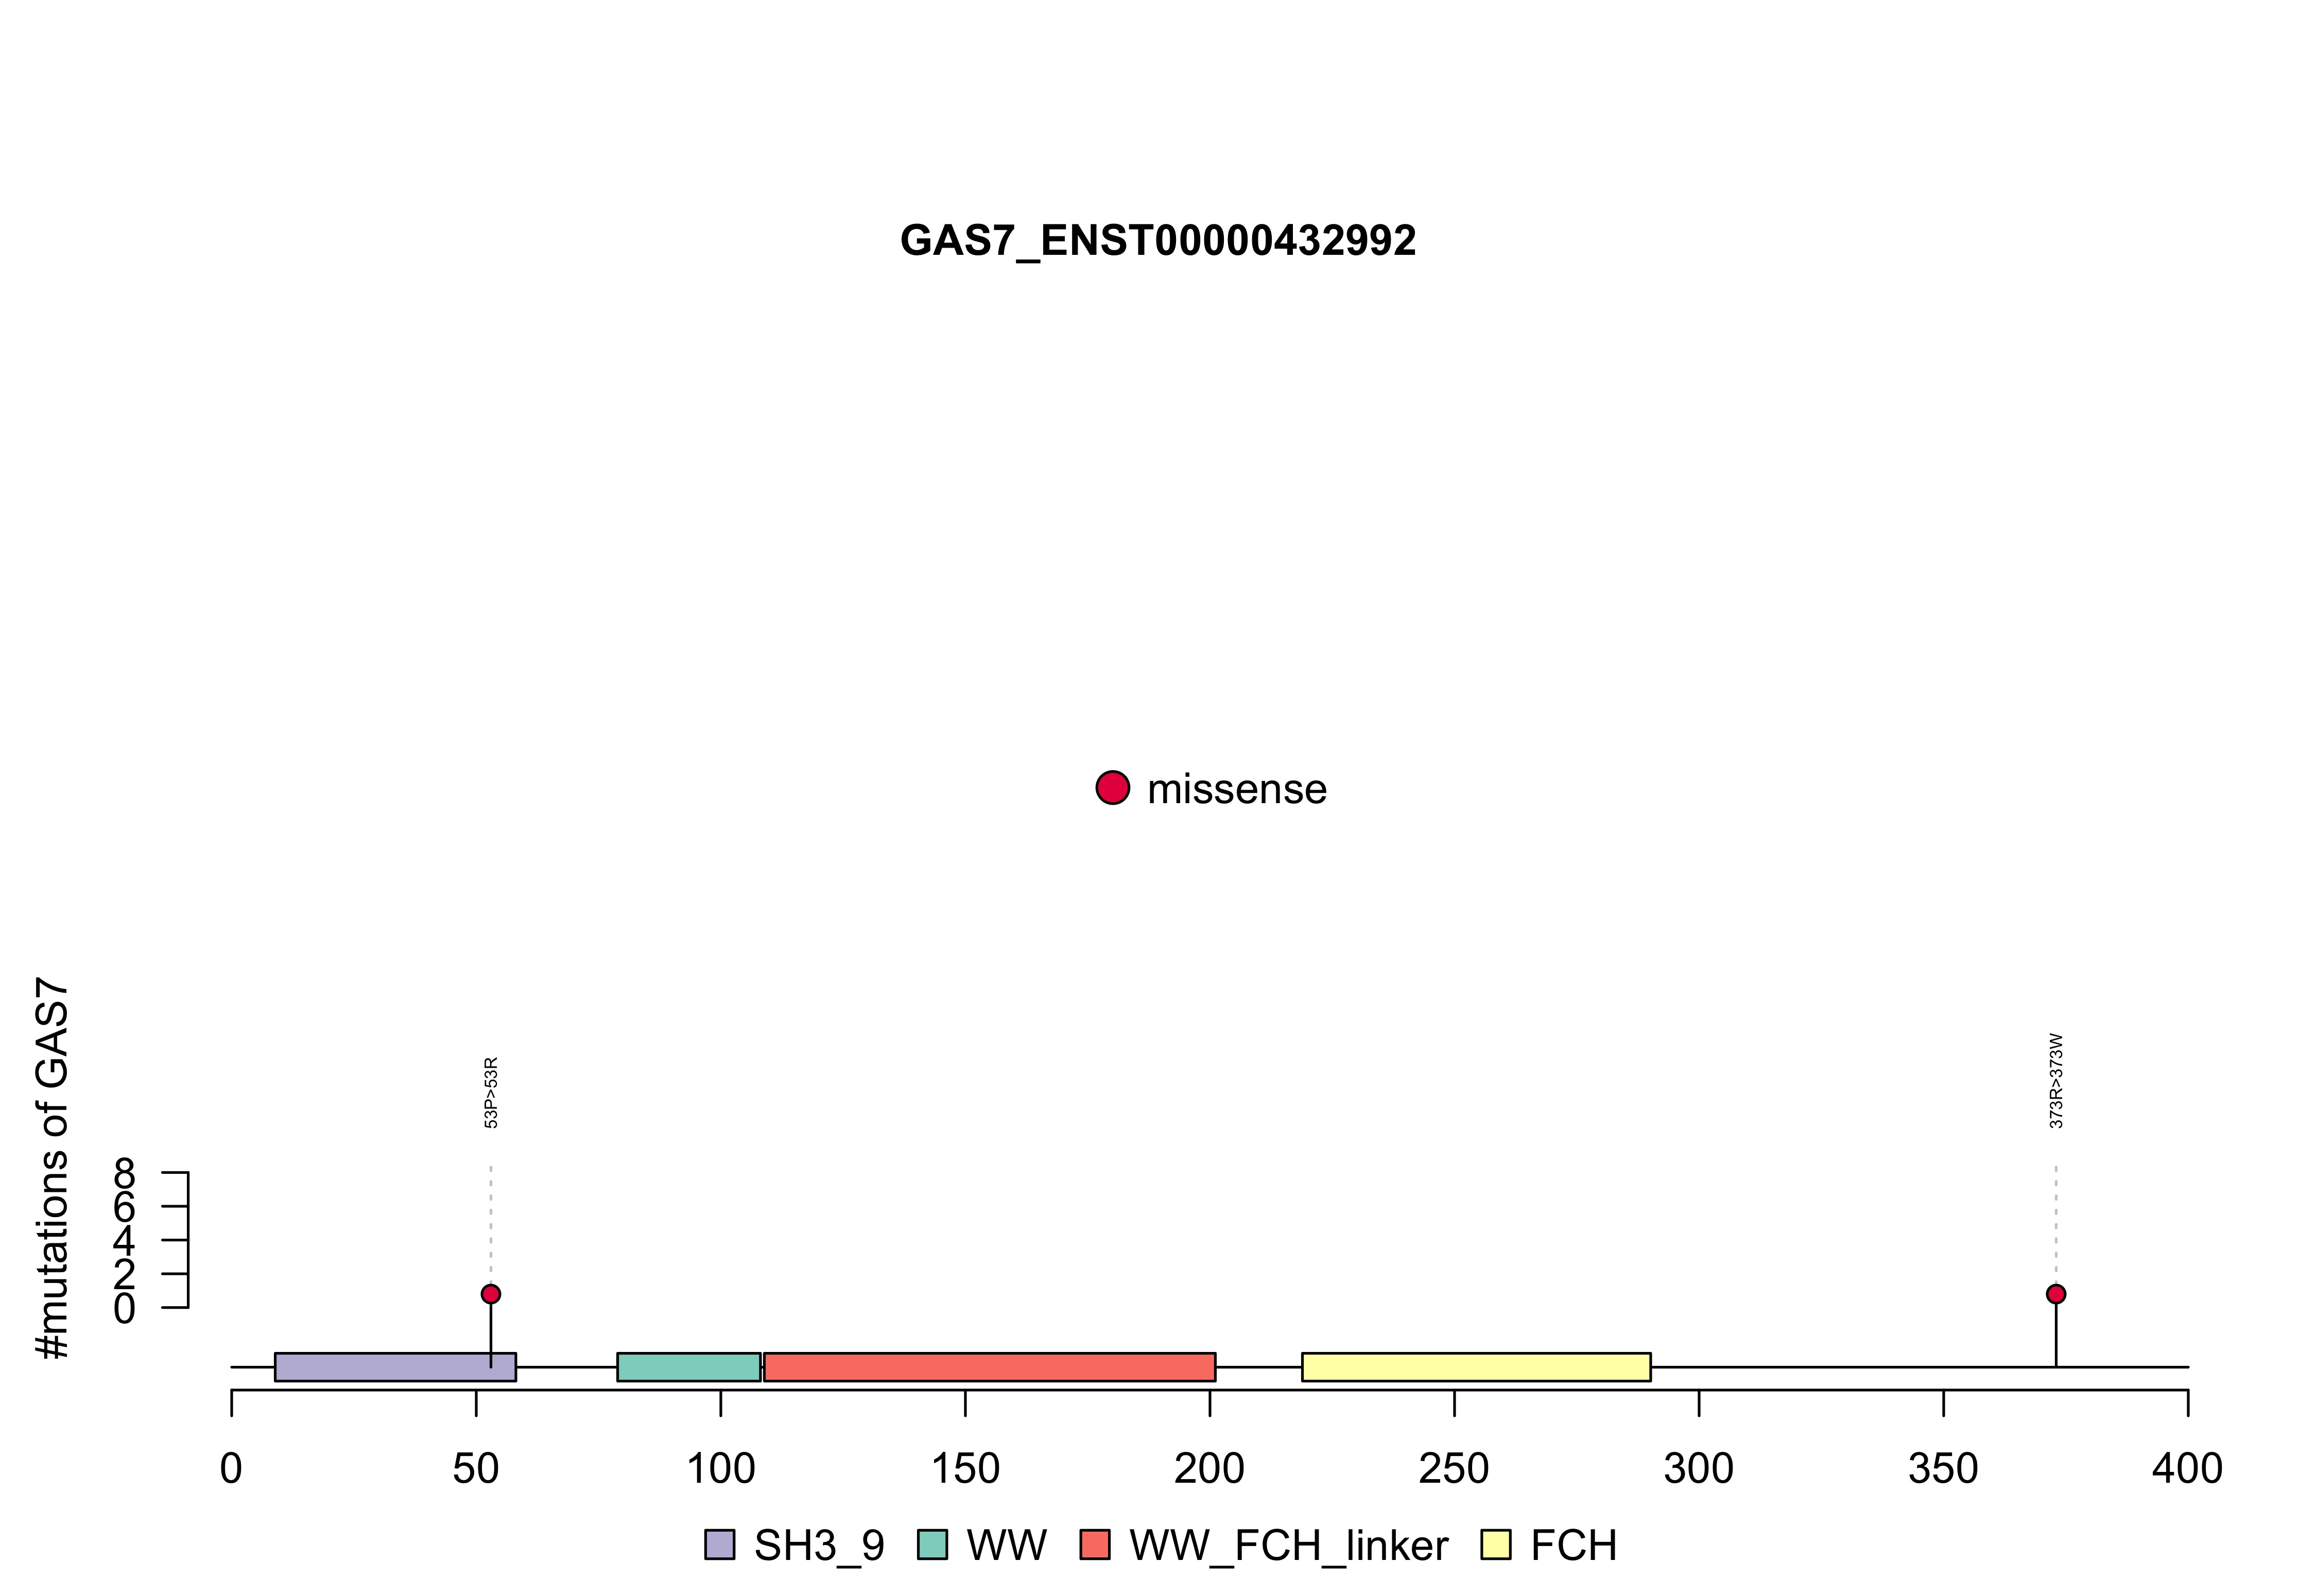 GAS7_ENST00000432992
missense
#mutations of GAS7
53P>53R
373R>373W
8
6
4
2
0
0 50 100 150 200 250 300 350 400
SH3_9 WW WW_FCH_linker FCH